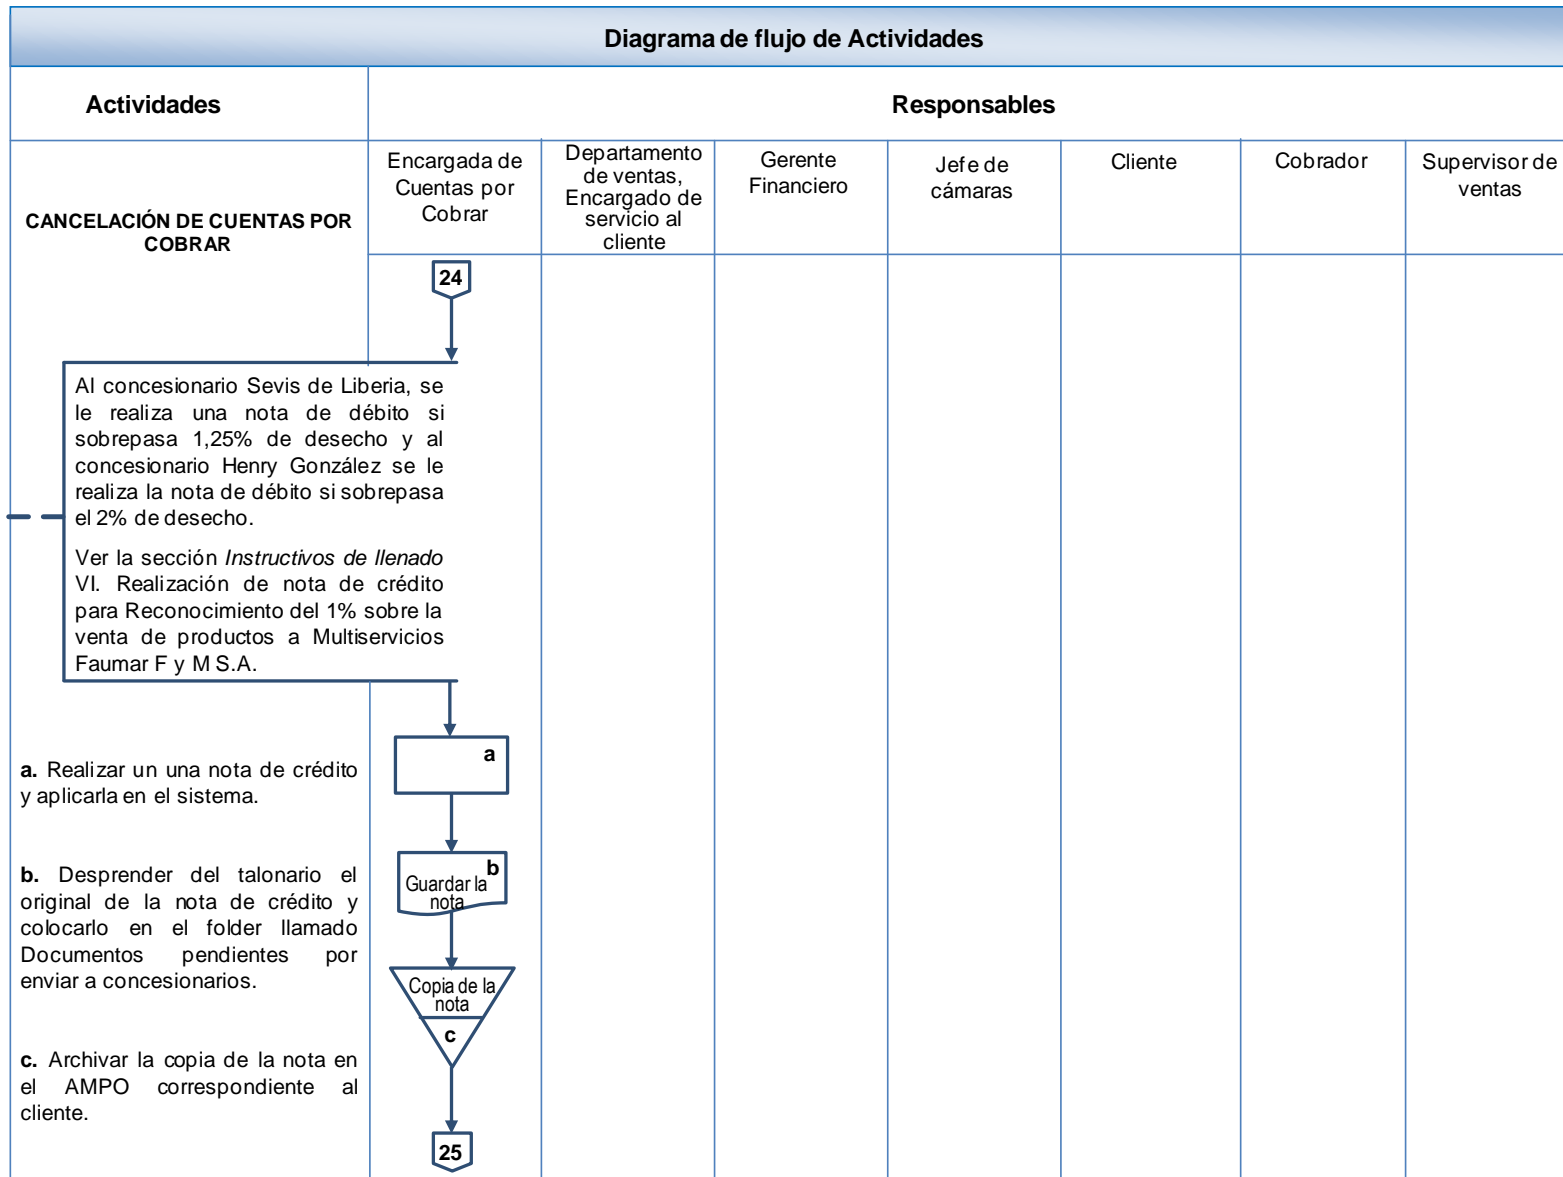 Diagrama de flujo de Actividades
Actividades
Responsables
CANCELACIÓN DE CUENTAS POR
COBRAR
Encargada de
Cuentas por
Cobrar
Departamento
de ventas,
Encargado de
servicio al
cliente
Gerente
Financiero
Jefe de
cámaras
Cliente
Cobrador
Supervisor de
ventas
24
Al concesionario Sevis de Liberia, se
le realiza una nota de débito si
sobrepasa 1,25% de desecho y al
concesionario Henry González se le
realiza la nota de débito si sobrepasa
el 2% de desecho.
Ver la sección Instructivos de llenado
VI. Realización de nota de crédito
para Reconocimiento del 1% sobre la
venta de productos a Multiservicios
Faumar F y M S.A.
a. Realizar un una nota de crédito
y aplicarla en el sistema.
a
b. Desprender del talonario el
original de la nota de crédito y
colocarlo en el folder llamado
Documentos pendientes por
enviar a concesionarios.
b
Guardar la
nota
Copia de la
nota
c
c. Archivar la copia de la nota en
el AMPO correspondiente al
cliente.
25